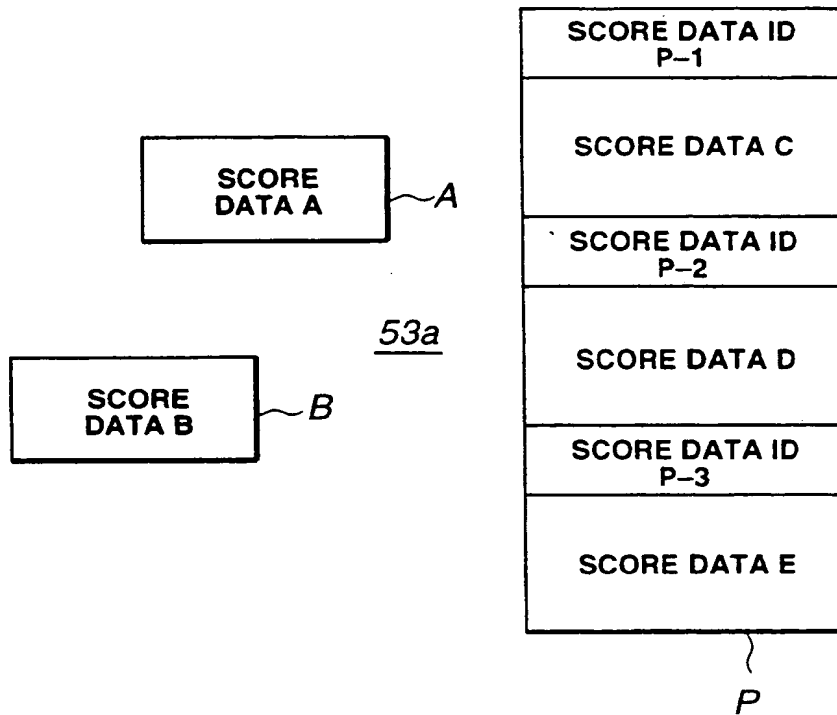 SCORE
DATA A
A
53a
SCORE
DATA B
B
SCORE DATA ID
P–1
SCORE DATA C
SCORE DATA ID
P–2
SCORE DATA D
SCORE DATA ID
P–3
SCORE DATA E
P